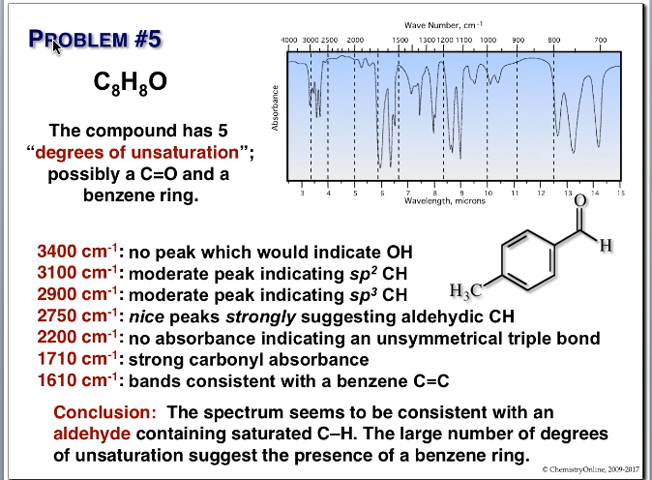 PROBLEM #5
C8H8O
The compound has 5
“degrees of unsaturation”;
possibly a C=O and a
benzene ring.
Wave Number, cm-1
4000 3000 2500 2000 1500 1300 1200 1100 1000 900 800 700
Absorbance
3 4 5 6 7 8 9 10 11 12 13 14 15
Wavelength, microns
O
H
H3C
3400 cm-1: no peak which would indicate OH
3100 cm-1: moderate peak indicating sp2 CH
2900 cm-1: moderate peak indicating sp3 CH
2750 cm-1: nice peaks strongly suggesting aldehydic CH
2200 cm-1: no absorbance indicating an unsymmetrical triple bond
1710 cm-1: strong carbonyl absorbance
1610 cm-1: bands consistent with a benzene C=C
Conclusion: The spectrum seems to be consistent with an
aldehyde containing saturated C–H. The large number of degrees
of unsaturation suggest the presence of a benzene ring.
© ChemistryOnline, 2009-2017